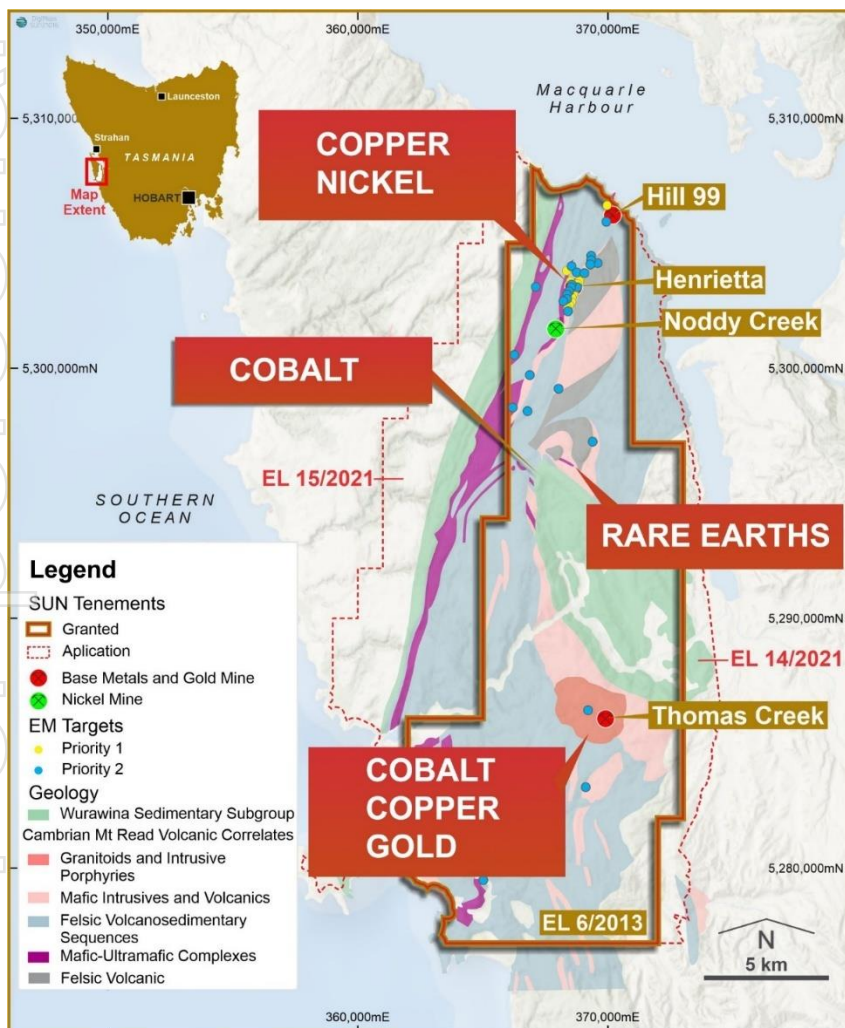 350,000mE
360,000mE
370,000mE
5,310,000mN
5,310,000
Launceston
Strahan
TASMANIA
HOBART
Map
Extent
Macquarle
Harbour
COPPER
NICKEL
Hill 99
Henrietta
Noddy Creek
5,300,000mN
5,300,000mN
COBALT
EL 15/2021
SOUTHERN
OCEAN
RARE EARTHS
5,290,000mN
EL 14/2021
Thomas Creek
COBALT
COPPER
GOLD
5,280,000mN
EL 6/2013
Legend
SUN Tenements
Granted
Aplication
Base Metals and Gold Mine
Nickel Mine
EM Targets
Priority 1
Priority 2
Geology
Wurawina Sedimentary Subgroup
Cambrian Mt Read Volcanic Correlates
Granitoids and Intrusive
Porphyries
Mafic Intrusives and Volcanics
Felsic Volcanosedimentary
Sequences
Mafic-Ultramafic Complexes
Felsic Volcanic
N
5 km
360,000mE
370,000mE